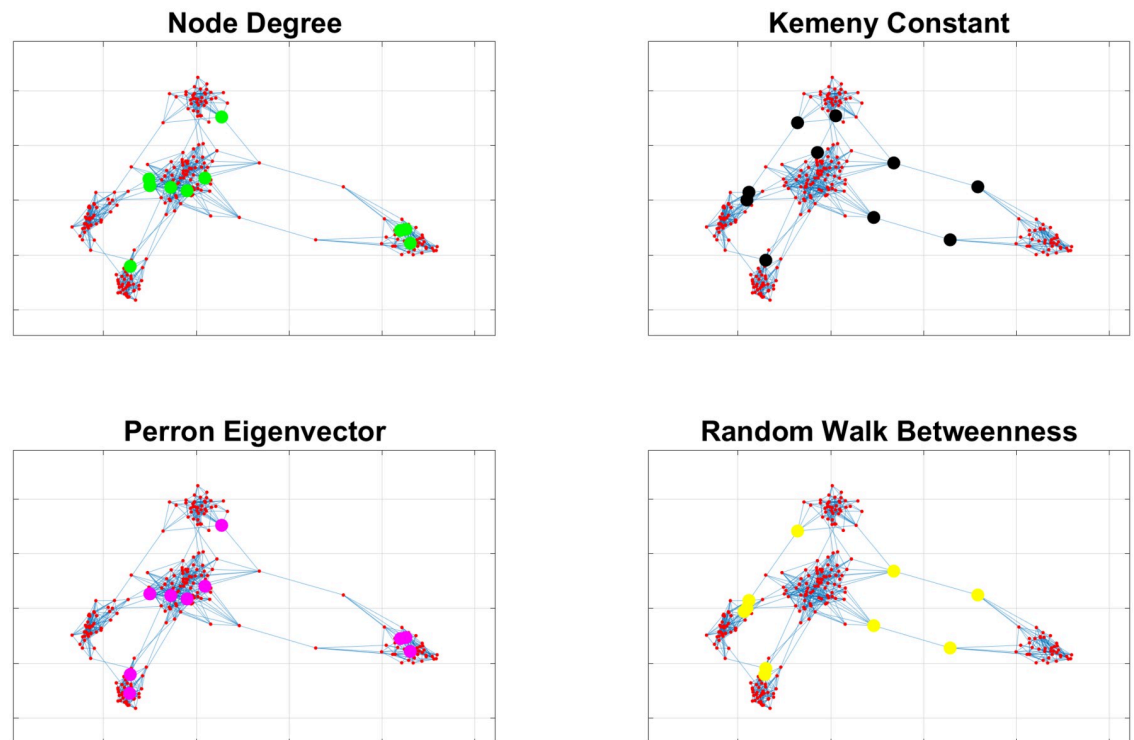 Node Degree
Kemeny Constant
Perron Eigenvector
Random Walk Betweenness